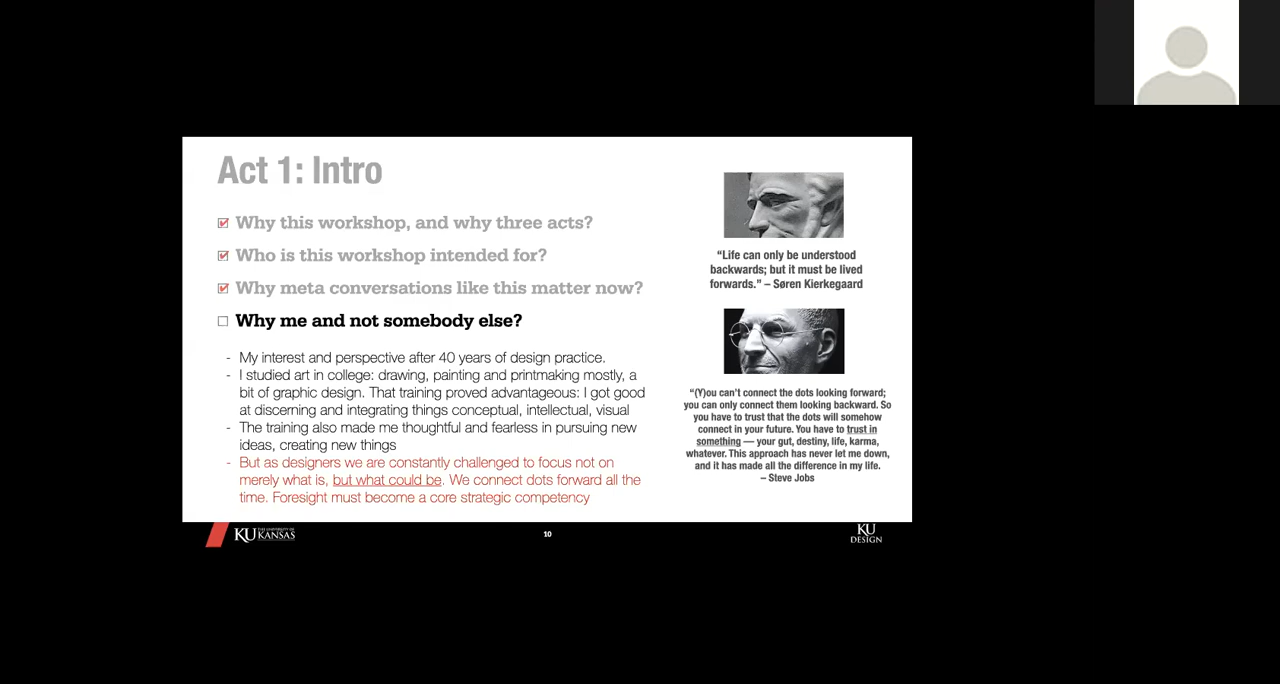 Act 1: Intro
Why this workshop, and why three acts?
Who is this workshop intended for?
Why meta conversations like this matter now?
Why me and not somebody else?
- My interest and perspective after 40 years of design practice.
- I studied art in college: drawing, painting and printmaking mostly, a
bit of graphic design. That training proved advantageous: I got good
at discerning and integrating things conceptual, intellectual, visual
- The training also made me thoughtful and fearless in pursuing new
ideas, creating new things
- But as designers we are constantly challenged to focus not on
merely what is, but what could be. We connect dots forward all the
time. Foresight must become a core strategic competency
“Life can only be understood
backwards; but it must be lived
forwards.” – Søren Kierkegaard
“(Y)ou can’t connect the dots looking forward;
you can only connect them looking backward. So
you have to trust that the dots will somehow
connect in your future. You have to trust in
something — your gut, destiny, life, karma,
whatever. This approach has never let me down,
and it has made all the difference in my life.
– Steve Jobs
KU THE UNIVERSITY OF
KANSAS
10
KU
DESIGN